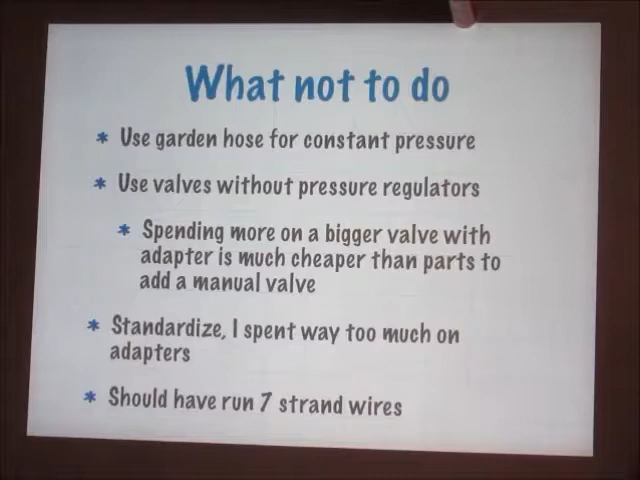 What not to do
* Use garden hose for constant pressure
* Use valves without pressure regulators
* Spending more on a bigger valve with
adapter is much cheaper than parts to
add a manual valve
* Standardize, I spent way too much on
adapters
* Should have run 7 strand wires